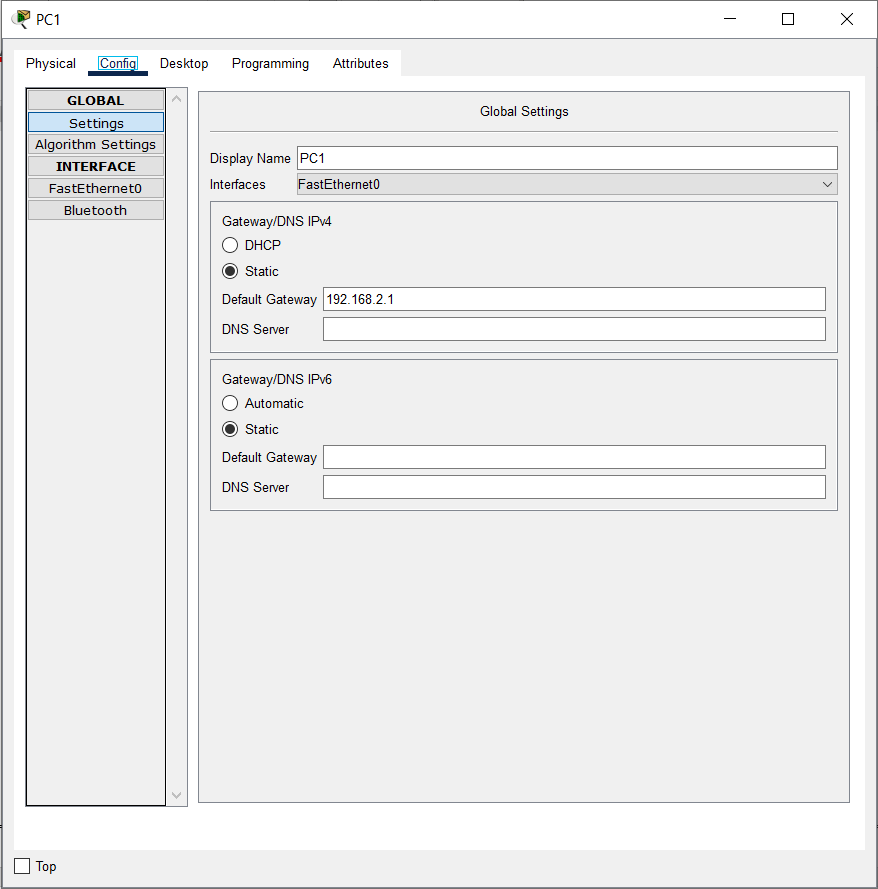 PC1
Physical Config Desktop Programming Attributes
GLOBAL
Settings
Algorithm Settings
INTERFACE
FastEthernet0
Bluetooth
Global Settings
Display Name PC1
Interfaces FastEthernet0
Gateway/DNS IPv4
DHCP
Static
Default Gateway 192.168.2.1
DNS Server
Gateway/DNS IPv6
Automatic
Static
Default Gateway
DNS Server
Top